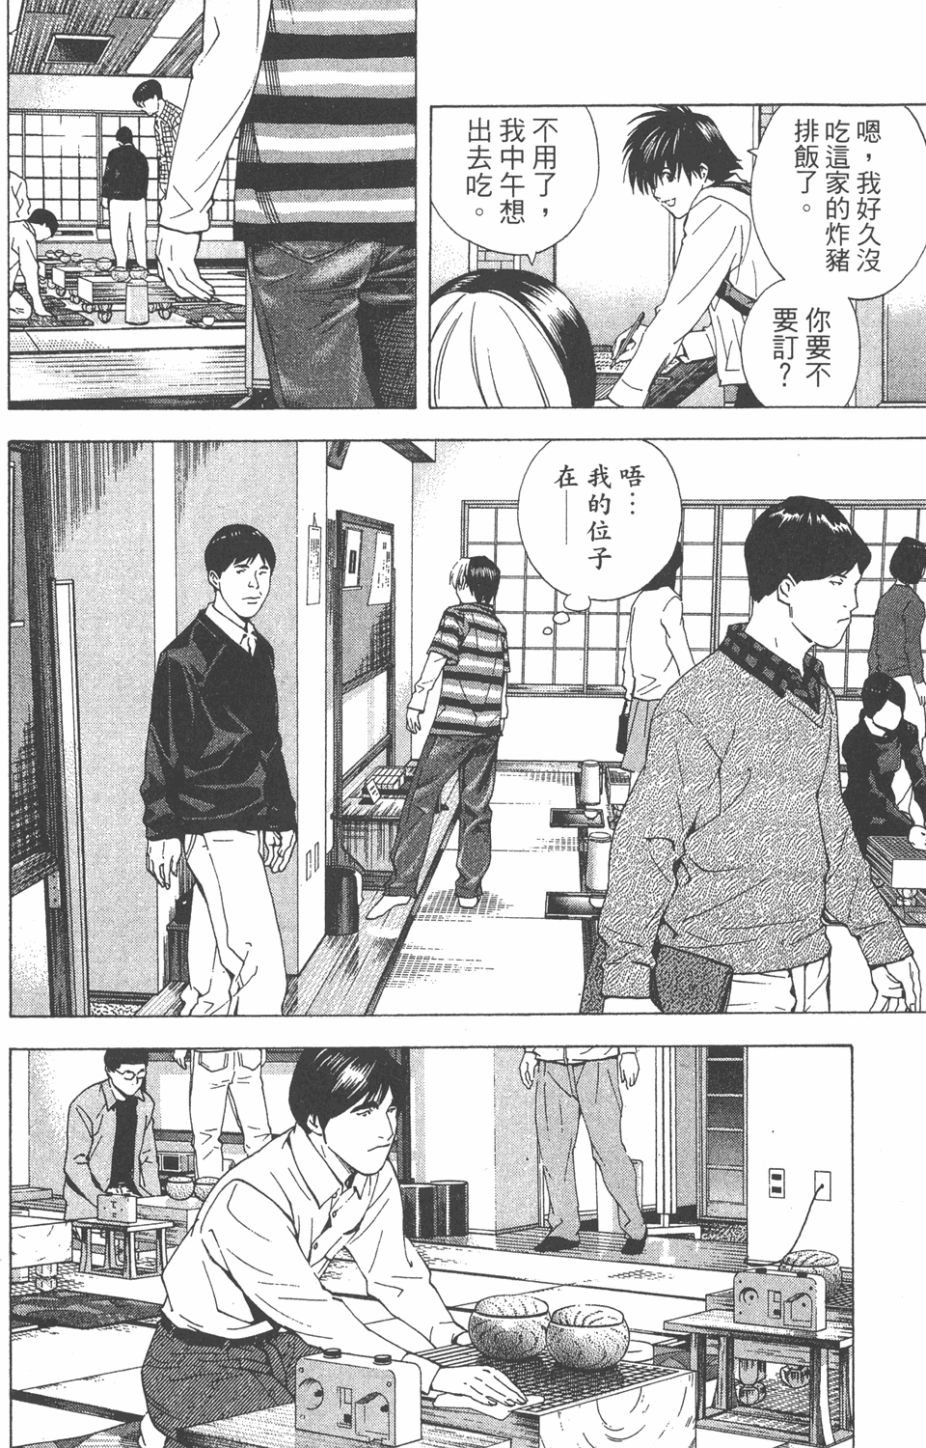 嗯，我好久沒
吃這家的炸豬
排飯了。
你要不
要訂？
不用了，
我中午想
出去吃。
唔…
我的位子
在——